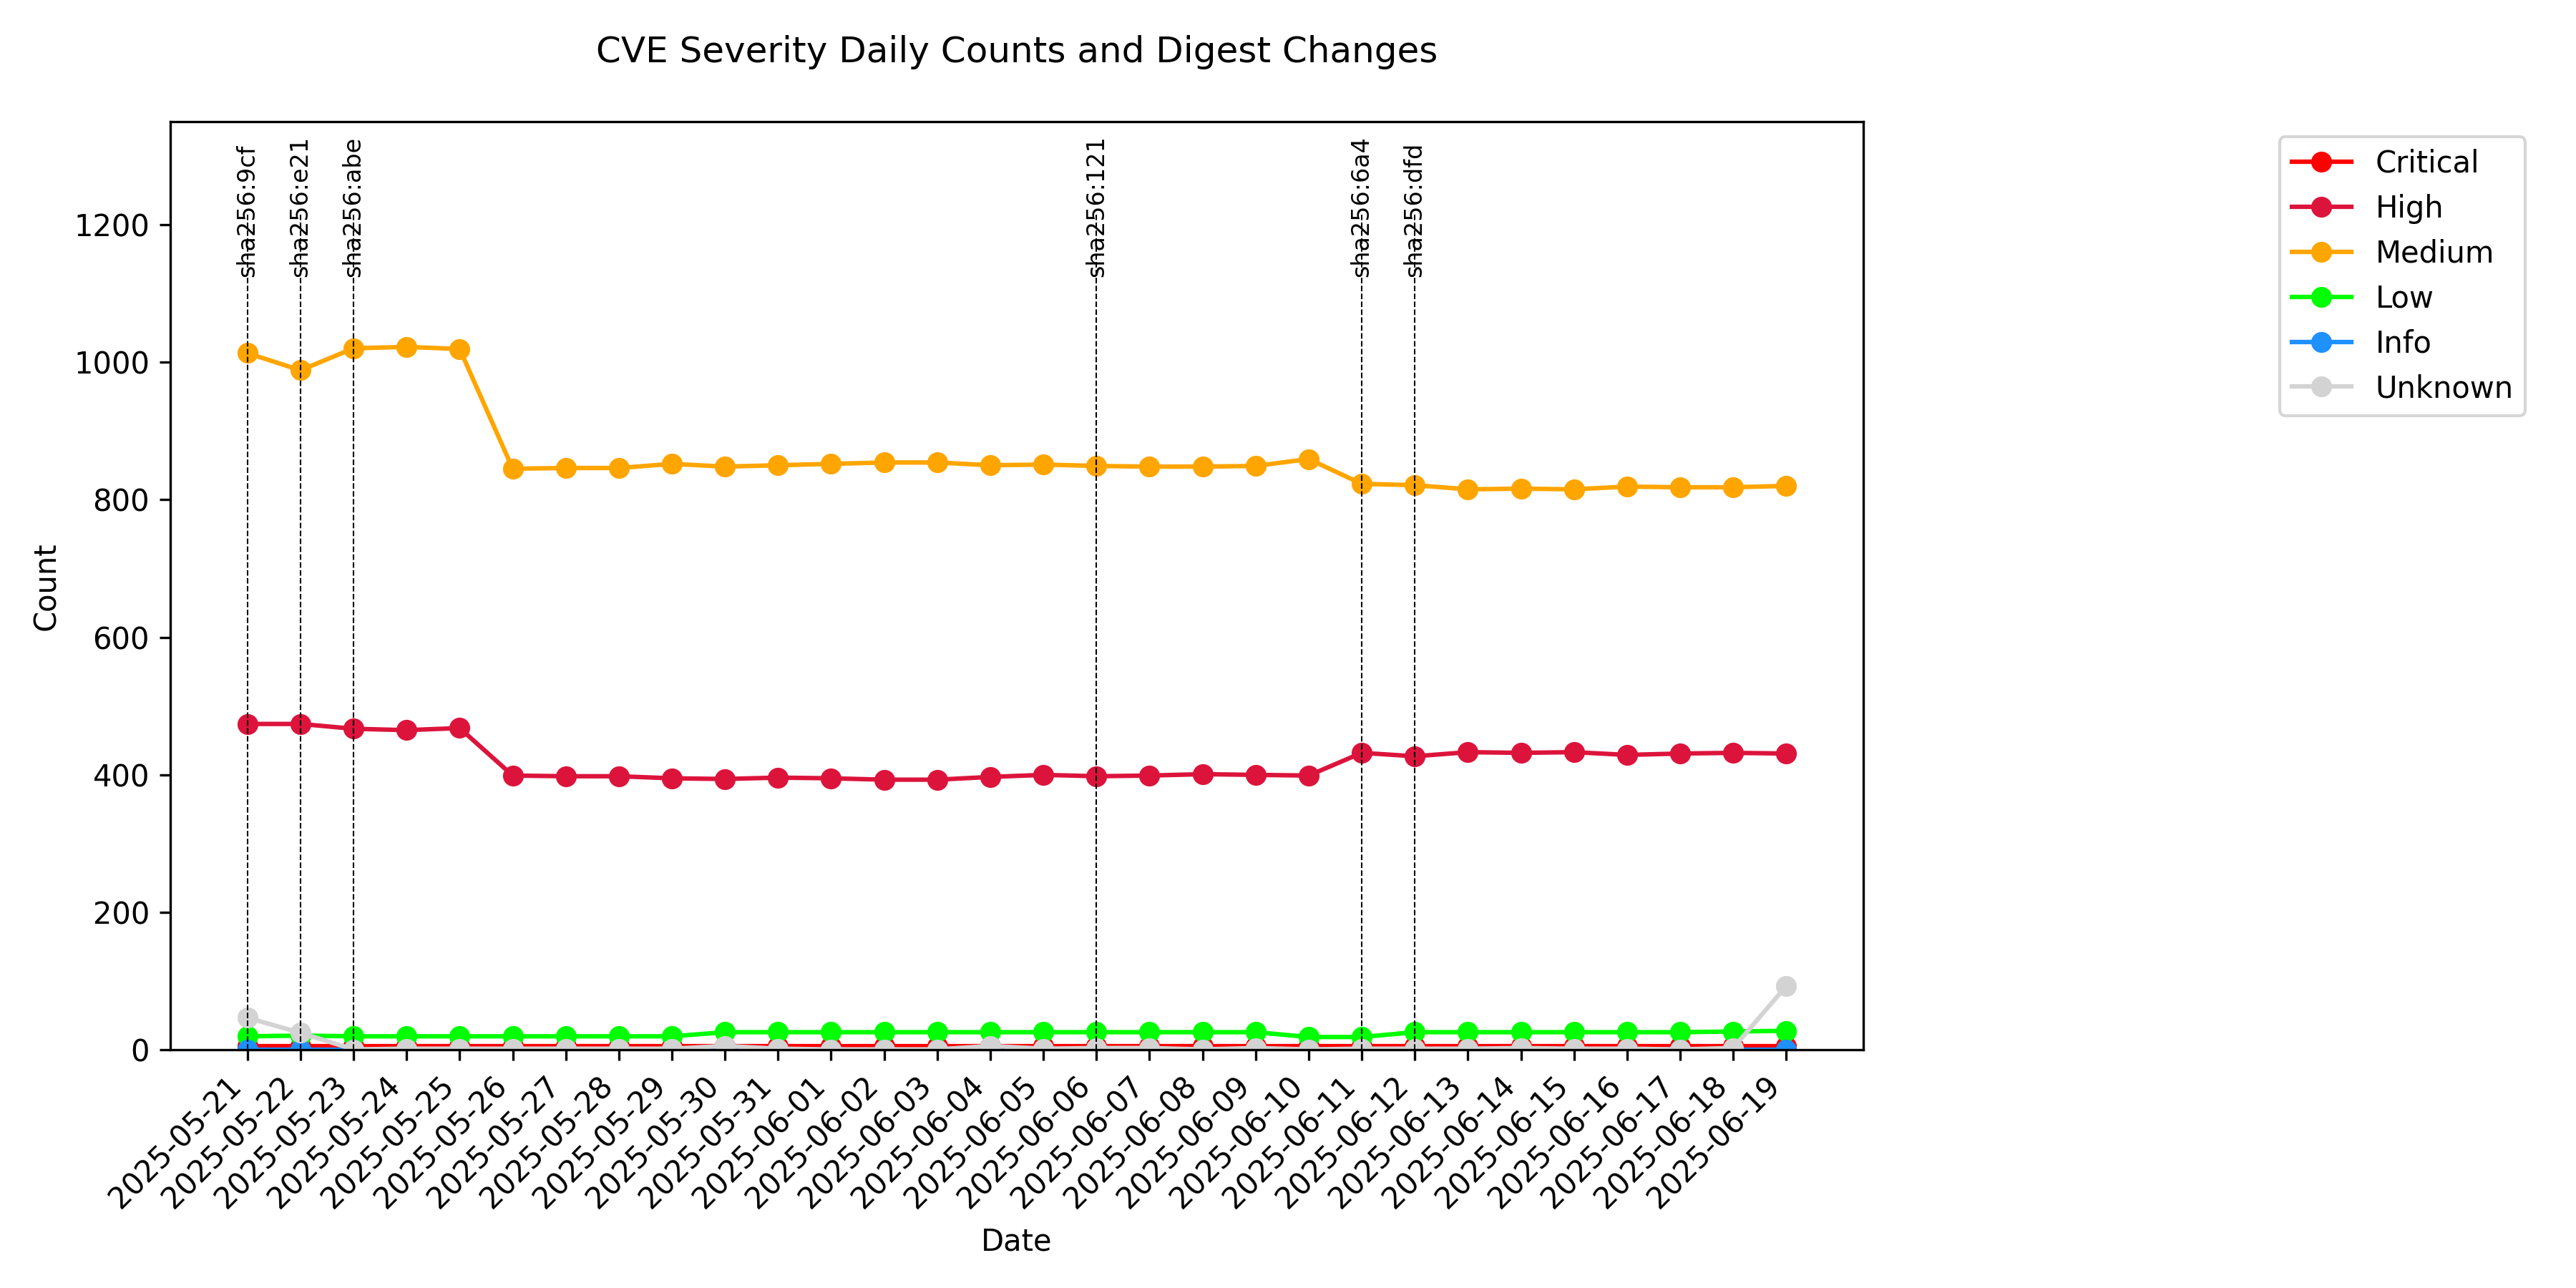 CVE Severity Daily Counts and Digest Changes
sha256:9cf
sha256:e21
sha256:abe
sha256:121
sha256:6a4
sha256:dfd
Critical
High
Medium
Low
Info
Unknown
1200
1000
800
600
400
200
0
Count
2025-05-21
2025-05-22
2025-05-23
2025-05-24
2025-05-25
2025-05-26
2025-05-27
2025-05-28
2025-05-29
2025-05-30
2025-05-31
2025-06-01
2025-06-02
2025-06-03
2025-06-04
2025-06-05
2025-06-06
2025-06-07
2025-06-08
2025-06-09
2025-06-10
2025-06-11
2025-06-12
2025-06-13
2025-06-14
2025-06-15
2025-06-16
2025-06-17
2025-06-18
2025-06-19
Date